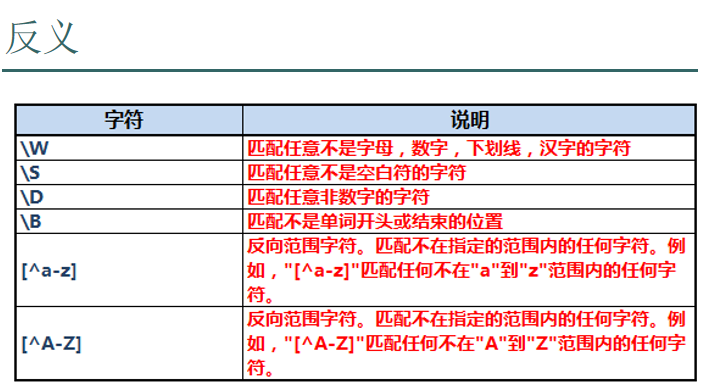 反义
字符 说明
\W 匹配任意不是字母，数字，下划线，汉字的字符
\S 匹配任意不是空白符的字符
\D 匹配任意非数字的字符
\B 匹配不是单词开头或结束的位置
[^a-z] 反向范围字符。匹配不在指定的范围内的任何字符。例
如，"[^a-z]"匹配任何不在"a"到"z"范围内的任何字
符。
[^A-Z] 反向范围字符。匹配不在指定的范围内的任何字符。例
如，"[^A-Z]"匹配任何不在"A"到"Z"范围内的任何字
符。